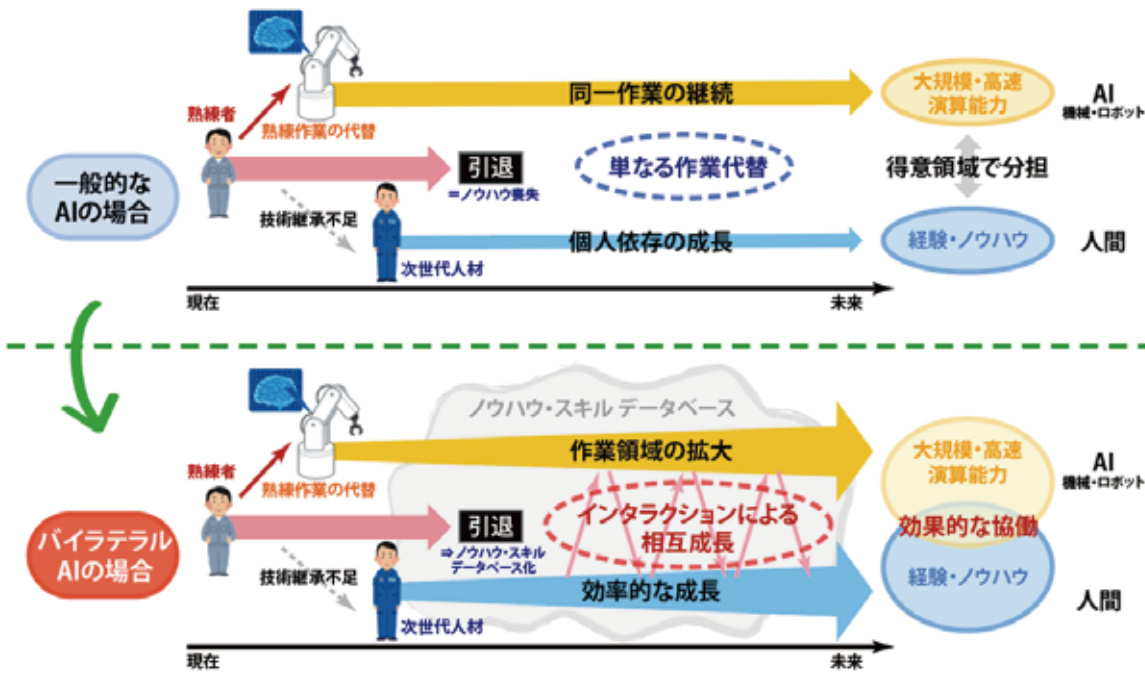 同一作業の継続
大規模・高速
演算能力
AI
機械・ロボット
熟練者
熟練作業の代替
一般的な
AIの場合
引退
＝ノウハウ喪失
単なる作業代替
得意領域で分担
技術継承不足
個人依存の成長
経験・ノウハウ
人間
次世代人材
現在
未来
ノウハウ・スキル データベース
作業領域の拡大
大規模・高速
演算能力
AI
機械・ロボット
熟練者
熟練作業の代替
バイラテラル
AIの場合
引退
⇒ノウハウ・スキル
データベース化
インタラクションによる
相互成長
効果的な協働
技術継承不足
効率的な成長
経験・ノウハウ
人間
次世代人材
現在
未来